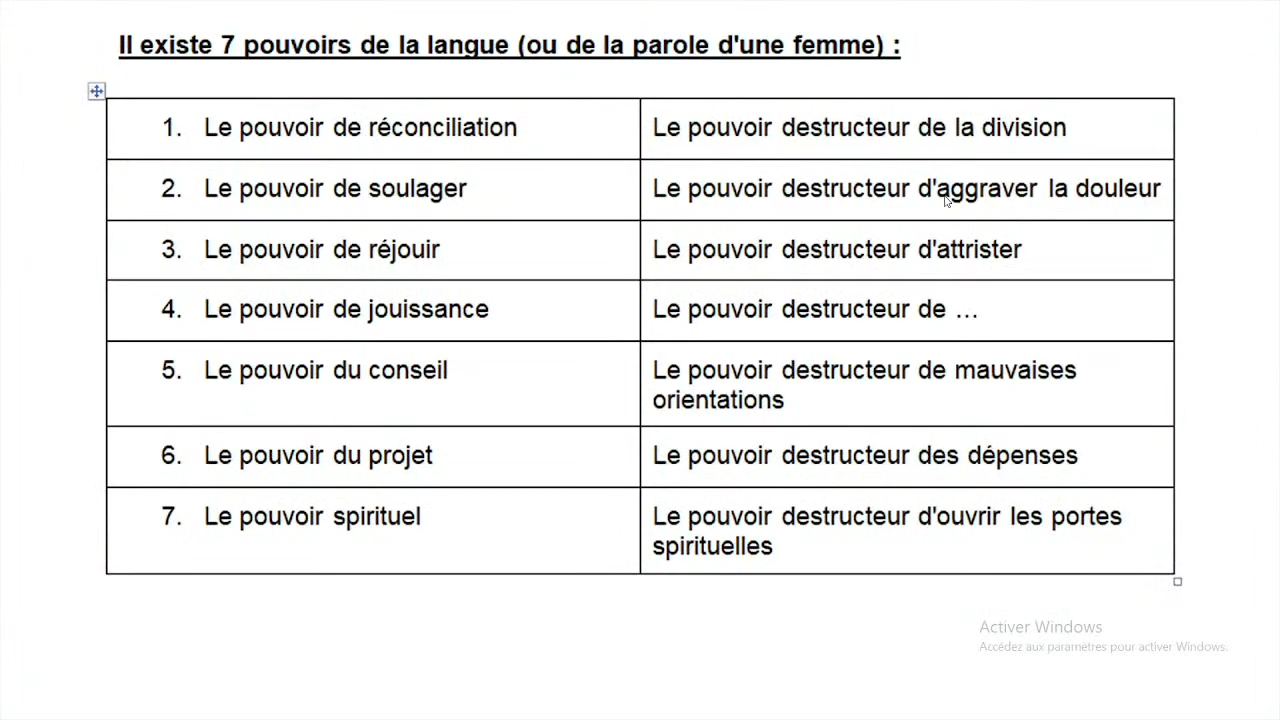 Il existe 7 pouvoirs de la langue (ou de la parole d'une femme) :
1. Le pouvoir de réconciliation
Le pouvoir destructeur de la division
2. Le pouvoir de soulager
Le pouvoir destructeur d'aggraver la douleur
3. Le pouvoir de réjouir
Le pouvoir destructeur d'attrister
4. Le pouvoir de jouissance
Le pouvoir destructeur de ...
5. Le pouvoir du conseil
Le pouvoir destructeur de mauvaises
orientations
6. Le pouvoir du projet
Le pouvoir destructeur des dépenses
7. Le pouvoir spirituel
Le pouvoir destructeur d'ouvrir les portes
spirituelles
Activer Windows
Accédez aux paramètres pour activer Windows.